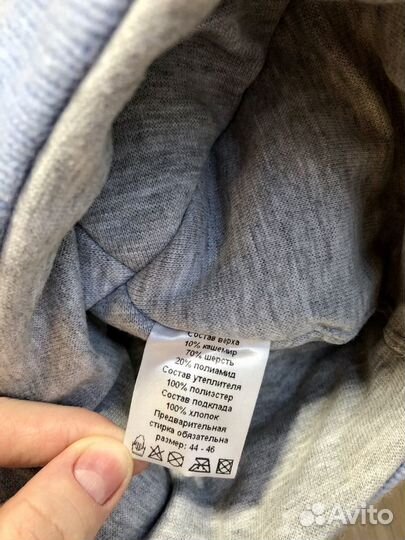 Состав верха
10% кашемир
70% шерсть
20% полиамид
Состав утеплителя
100% полиэстер
Состав подклада
100% хлопок
Предварительная
стирка обязательна
размер: 44 - 46
Avito